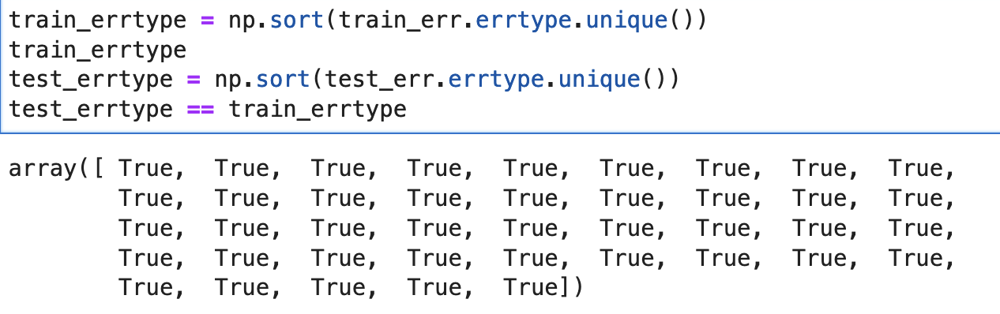 train_errtype = np.sort(train_err.errtype.unique())
train_errtype
test_errtype = np.sort(test_err.errtype.unique())
test_errtype == train_errtype
array([ True,  True,  True,  True,  True,  True,  True,  True,  True,
        True,  True,  True,  True,  True,  True,  True,  True,  True,
        True,  True,  True,  True,  True,  True,  True,  True,  True,
        True,  True,  True,  True,  True,  True,  True,  True,  True,
        True,  True,  True,  True,  True])